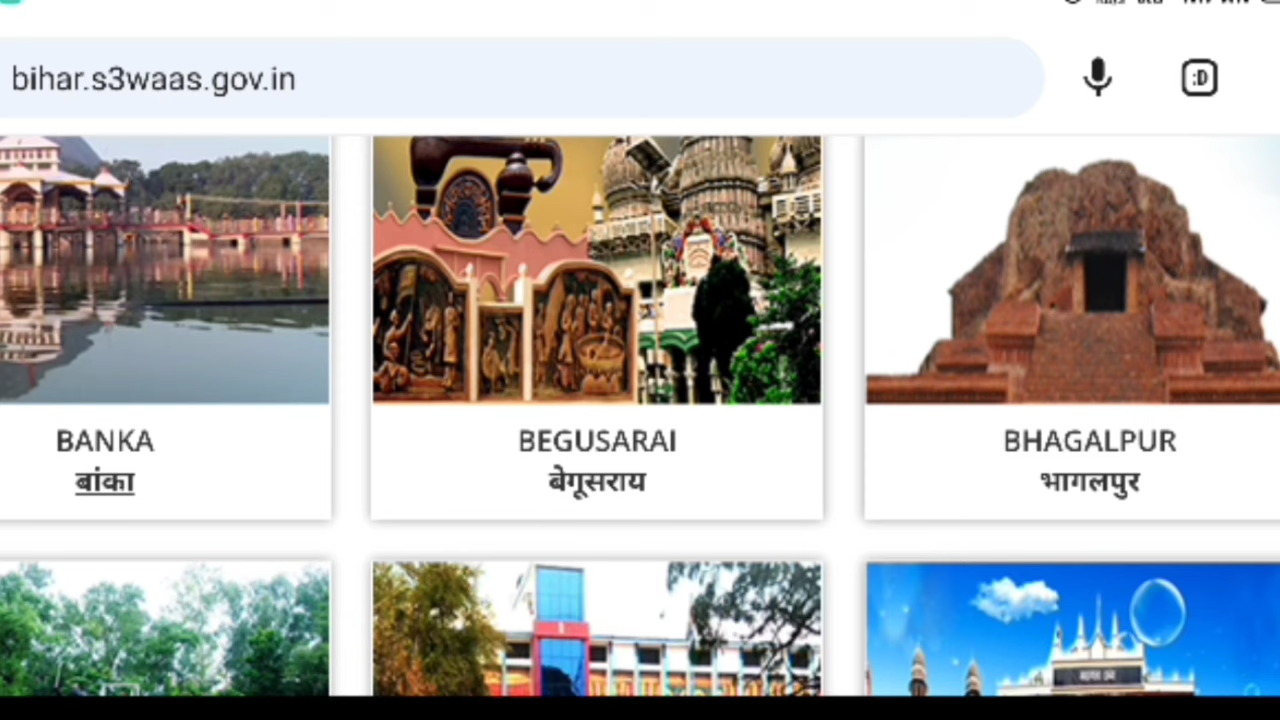 bihar.s3waas.gov.in
:D
BANKA
बांका
BEGUSARAI
बेगूसराय
BHAGALPUR
भागलपुर